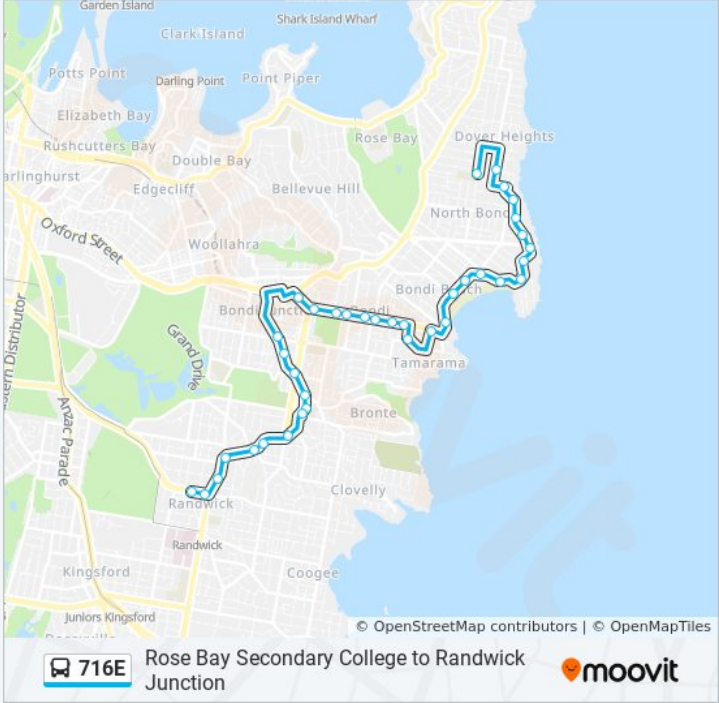 Garden Island
Shark Island Wharf
Clark Island
Potts Point
Darling Point
Point Piper
Elizabeth Bay
Rushcutters Bay
Rose Bay
Dover Heights
Double Bay
arlinghurst
Edgecliff
Bellevue Hill
North Bon
Oxford Street
Woollahra
Bondi B ch
Bondi Junction
Bondi
stern Distributor
Grand Drive
Tamarama
Anzac Parade
Bronte
Clovelly
Randwick
Randwick
Kingsford
Coogee
Juniors Kingsford
© OpenStreetMap contributors | © OpenMapTiles
716E
Rose Bay Secondary College to Randwick
Junction
moovit